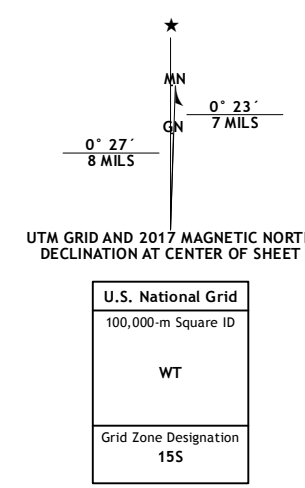 ★
MN
0° 23´
GN
7 MILS
0° 27´
8 MILS
UTM GRID AND 2017 MAGNETIC NORT
DECLINATION AT CENTER OF SHEET
U.S. National Grid
100,000-m Square ID
WT
Grid Zone Designation
15S